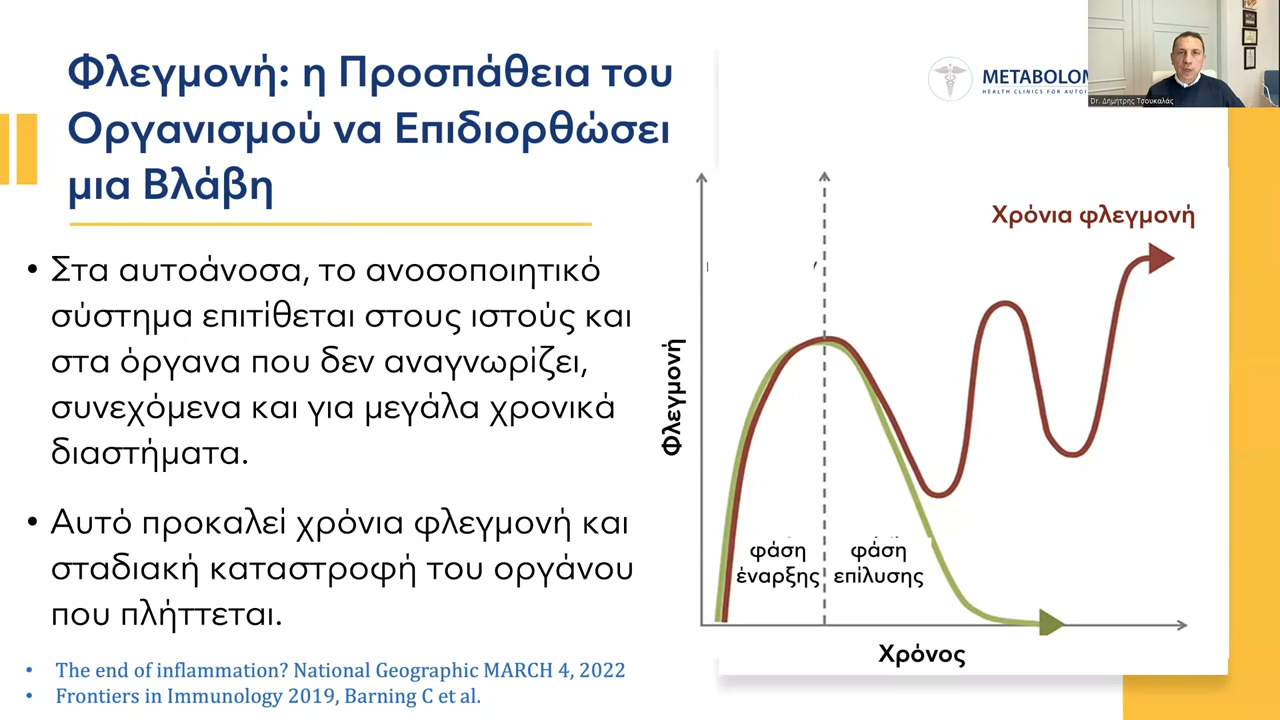 Φλεγμονή: η Προσπάθεια του
Οργανισμού να Επιδιορθώσει
μια Βλάβη
• Στα αυτοάνοσα, το ανοσοποιητικό
σύστημα επιτίθεται στους ιστούς και
στα όργανα που δεν αναγνωρίζει,
συνεχόμενα και για μεγάλα χρονικά
διαστήματα.
• Αυτό προκαλεί χρόνια φλεγμονή και
σταδιακή καταστροφή του οργάνου
που πλήττεται.
• The end of inflammation? National Geographic MARCH 4, 2022
• Frontiers in Immunology 2019, Barning C et al.
Dr. Δημήτρης Τσουκαλάς
Χρόνια φλεγμονή
Φλεγμονή
φάση
έναρξης
φάση
επίλυσης
Χρόνος
HEALTH CLINICS FOR